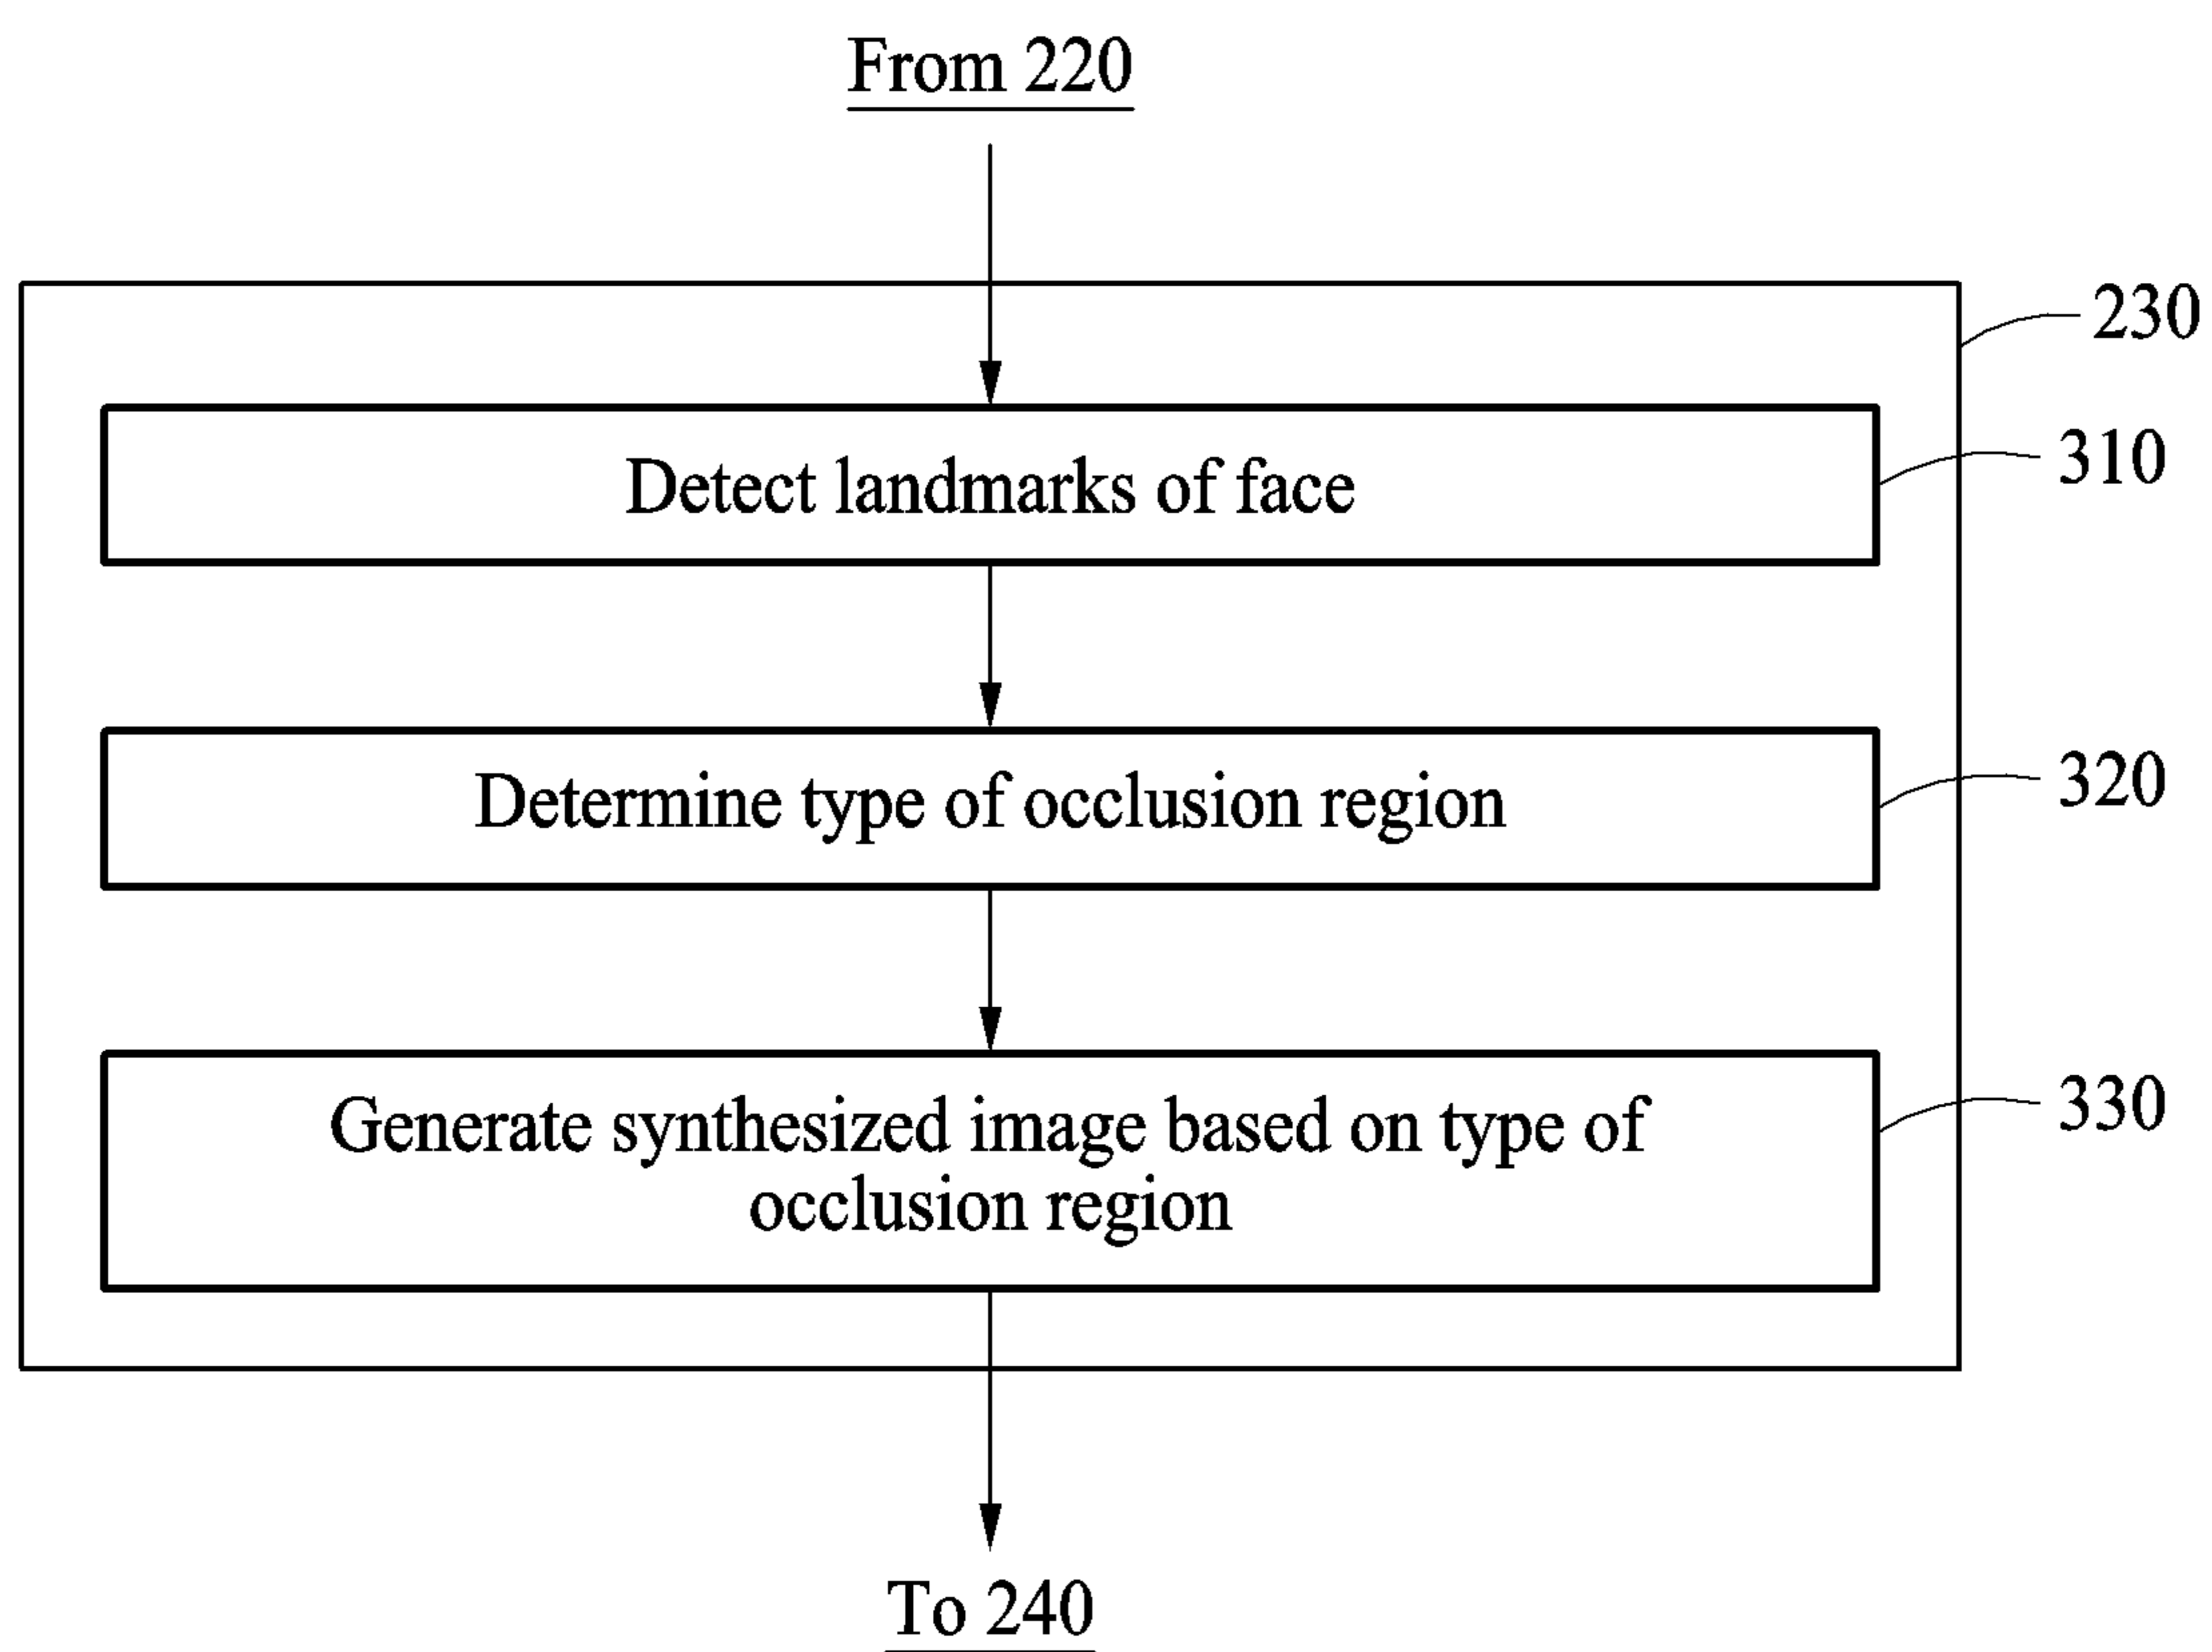 From 220
230
Detect landmarks of face
310
Determine type of occlusion region
320
Generate synthesized image based on type of
occlusion region
330
To 240